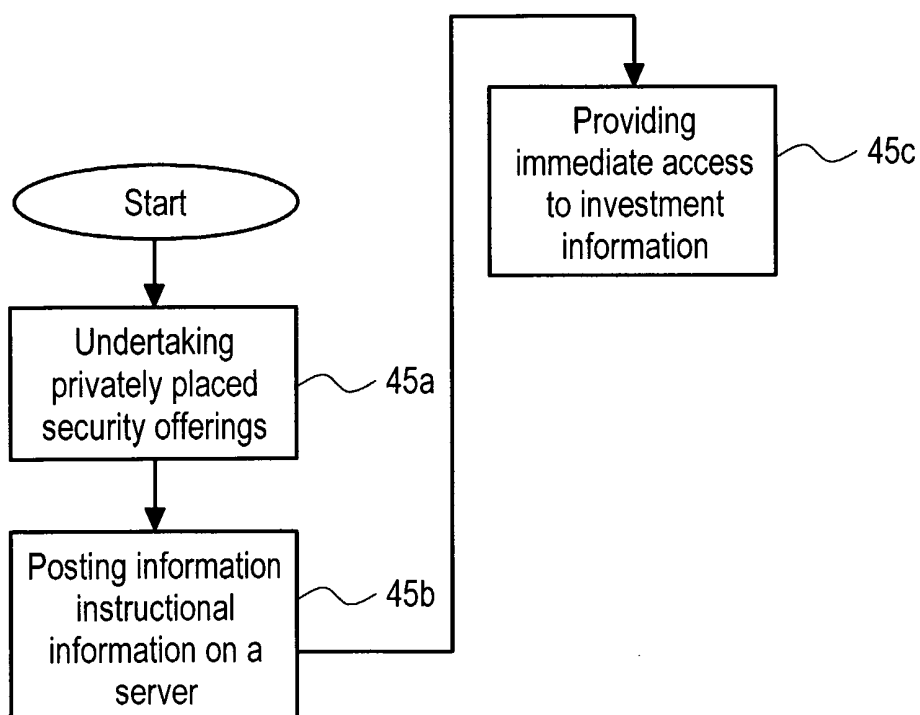 Start
Undertaking
privately placed
security offerings
45a
Posting information
instructional
information on a
server
45b
Providing
immediate access
to investment
information
45c